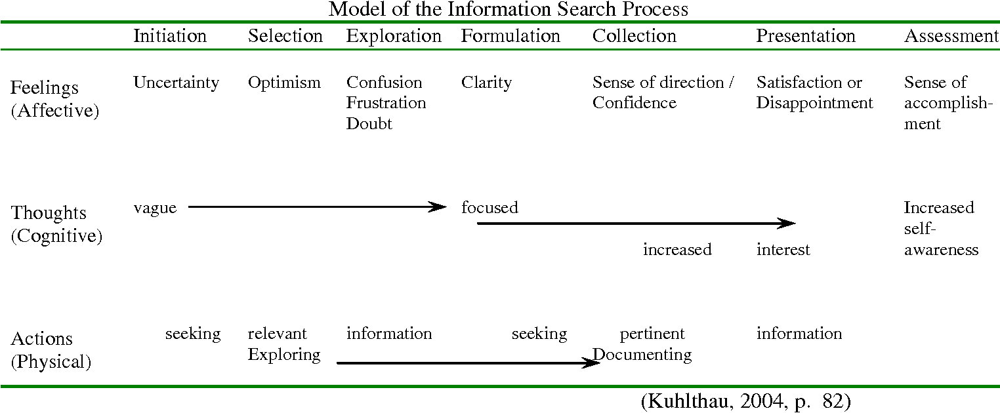 Model of the Information Search Process
Initiation Selection Exploration Formulation Collection Presentation Assessment
Feelings (Affective) Uncertainty Optimism Confusion Frustration Doubt Clarity Sense of direction / Confidence Satisfaction or Disappointment Sense of accomplish-ment
Thoughts (Cognitive) vague focused Increased self-awareness
increased interest
Actions (Physical) seeking relevant information seeking pertinent information
Exploring Documenting
(Kuhlthau, 2004, p. 82)